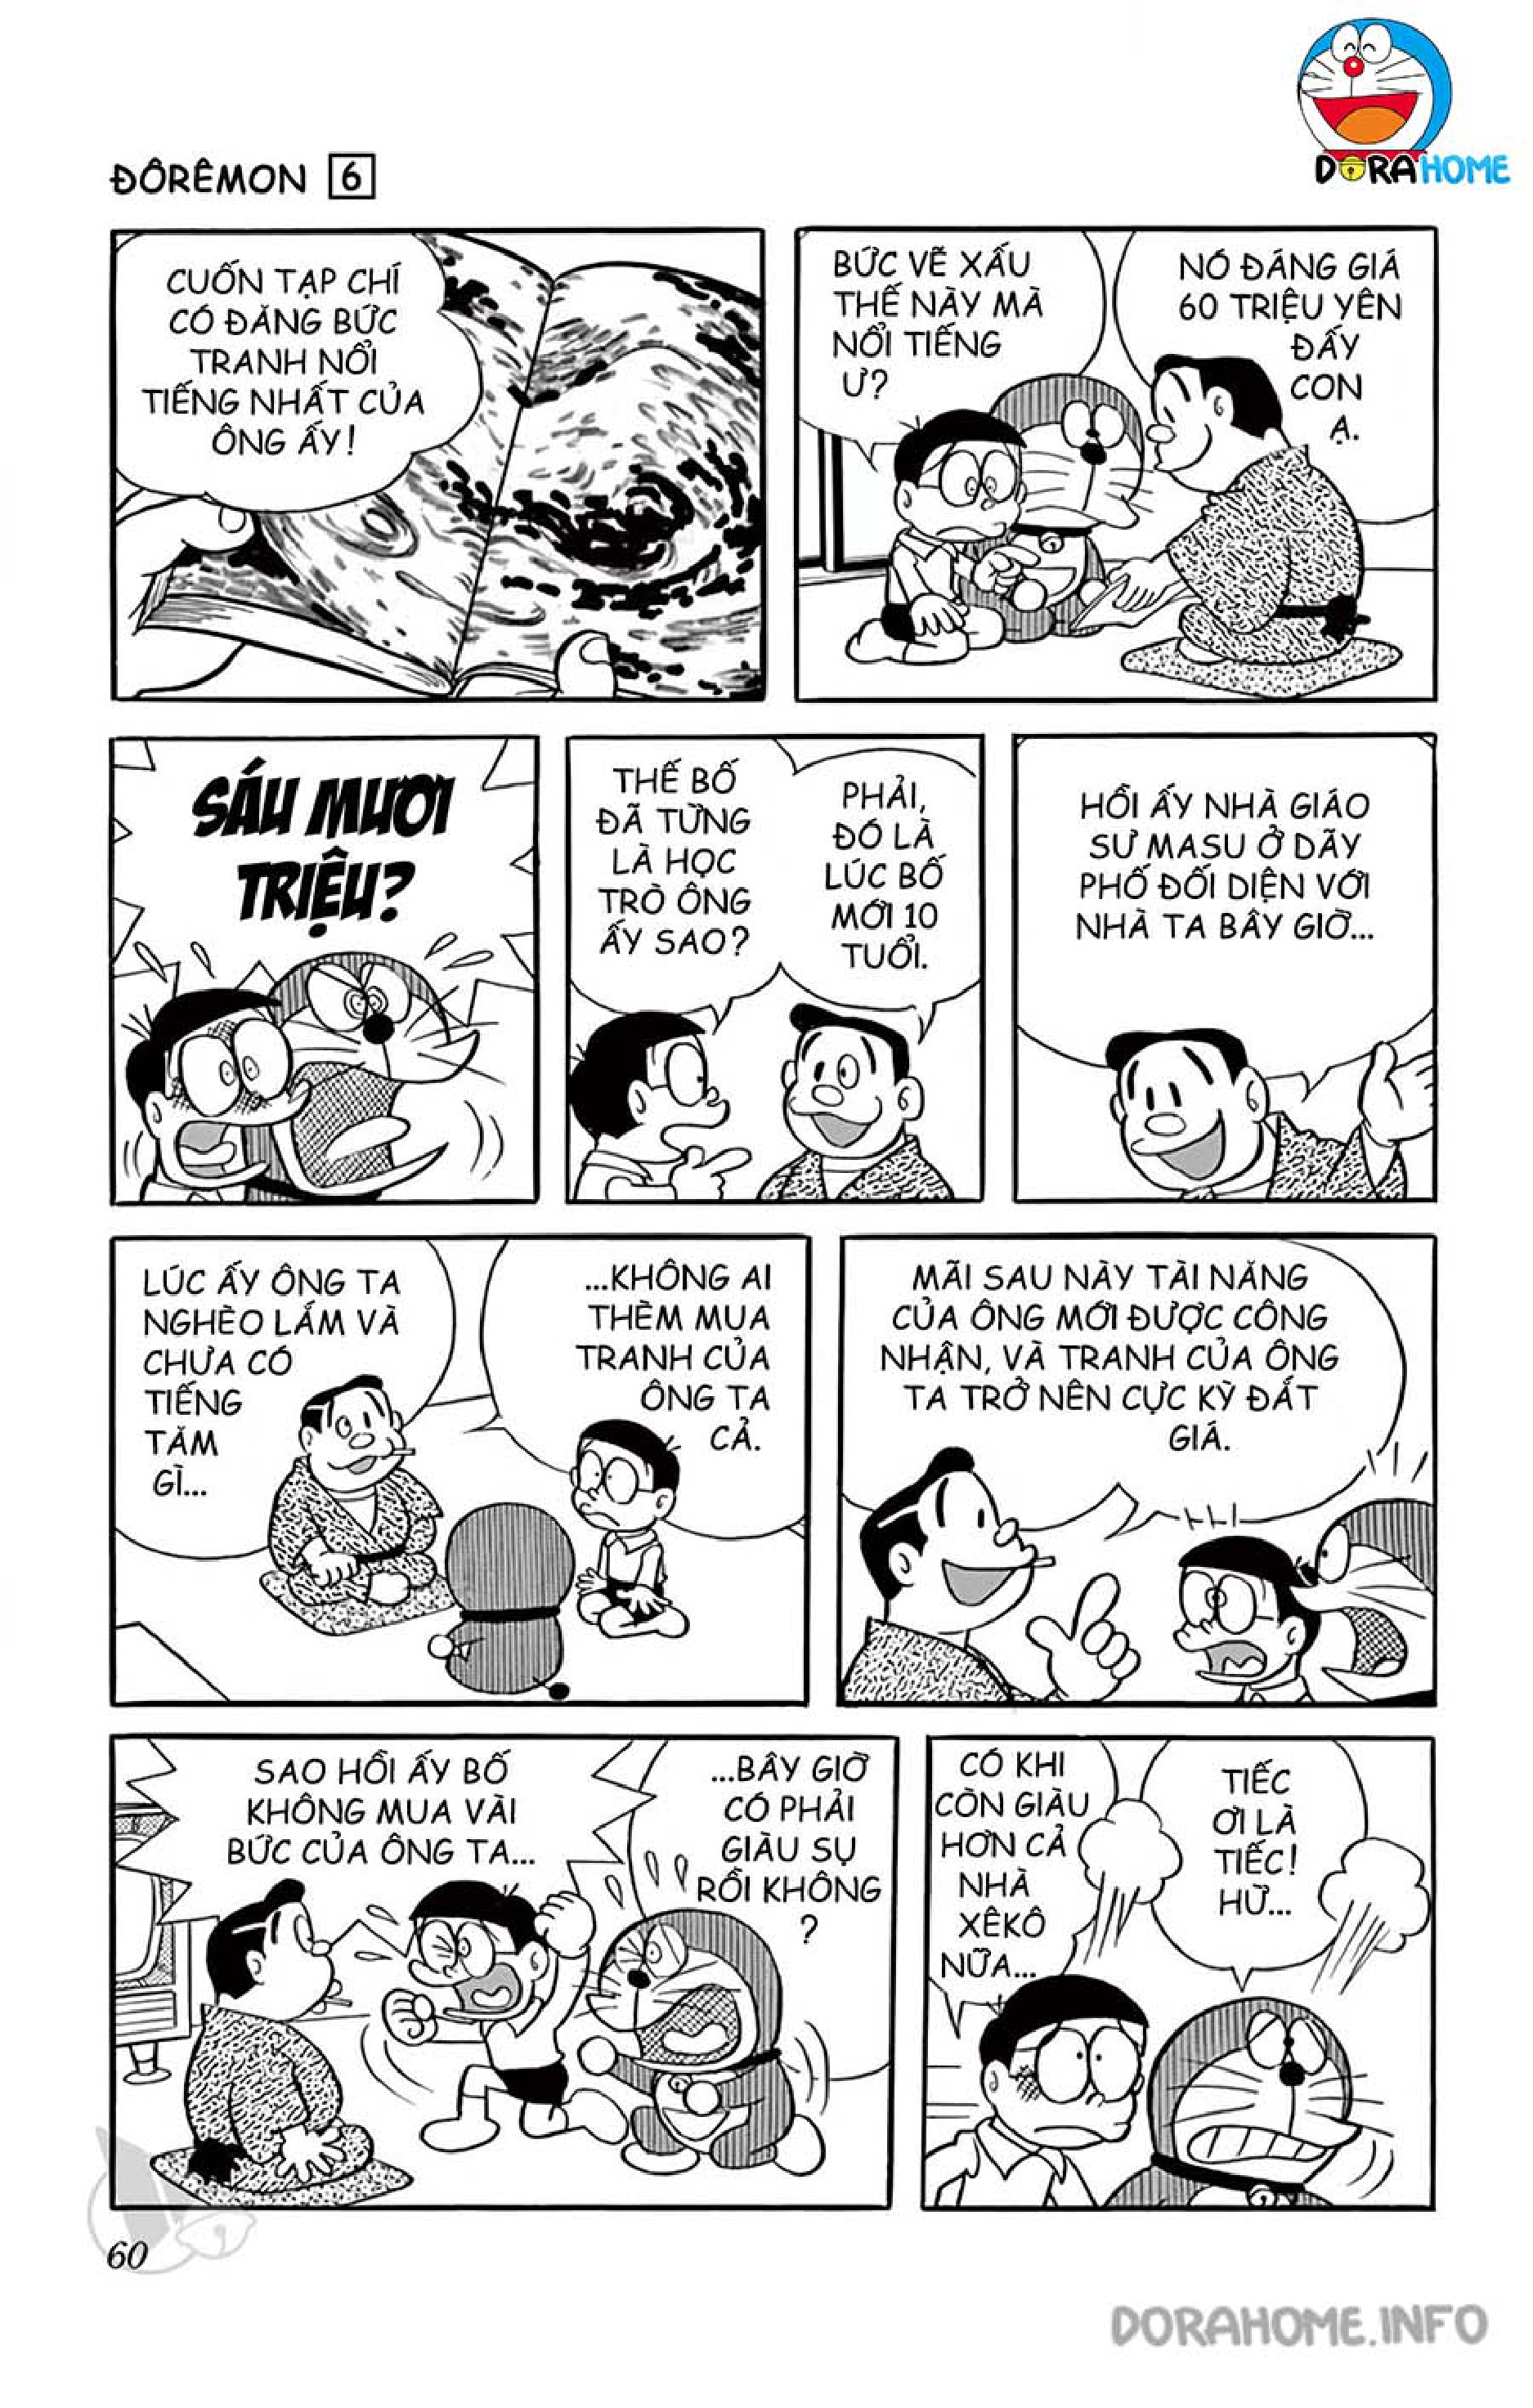 DORAHOME
ĐÔRÊMON 6
CUỐN TẠP CHÍ
CÓ ĐĂNG BỨC
TRANH NỔI
TIẾNG NHẤT CỦA
ÔNG ẤY!
BỨC VẼ XẤU
THẾ NÀY MÀ
NỔI TIẾNG
Ư?
NÓ ĐÁNG GIÁ
60 TRIỆU YÊN
ĐẤY
CON
Ạ.
SÁU MƯƠI
TRIỆU?
THẾ BỐ
ĐÃ TỪNG
LÀ HỌC
TRÒ ÔNG
ẤY SAO?
PHẢI,
ĐÓ LÀ
LÚC BỐ
MỚI 10
TUỔI.
HỒI ẤY NHÀ GIÁO
SƯ MASU Ở DÃY
PHỐ ĐỐI DIỆN VỚI
NHÀ TA BÂY GIỜ...
LÚC ẤY ÔNG TA
NGHÈO LẮM VÀ
CHƯA CÓ
TIẾNG
TĂM
GÌ...
...KHÔNG AI
THÈM MUA
TRANH CỦA
ÔNG TA
CẢ.
MÃI SAU NÀY TÀI NĂNG
CỦA ÔNG MỚI ĐƯỢC CÔNG
NHẬN, VÀ TRANH CỦA ÔNG
TA TRỞ NÊN CỰC KỲ ĐẮT
GIÁ.
SAO HỒI ẤY BỐ
KHÔNG MUA VÀI
BỨC CỦA ÔNG TA...
...BÂY GIỜ
CÓ PHẢI
GIÀU SỤ
RỒI KHÔNG
?
CÓ KHI
CÒN GIÀU
HƠN CẢ
NHÀ
XÊKÔ
NỮA...
TIẾC
ƠI LÀ
TIẾC!
HỪ...
60
DORAHOME.INFO